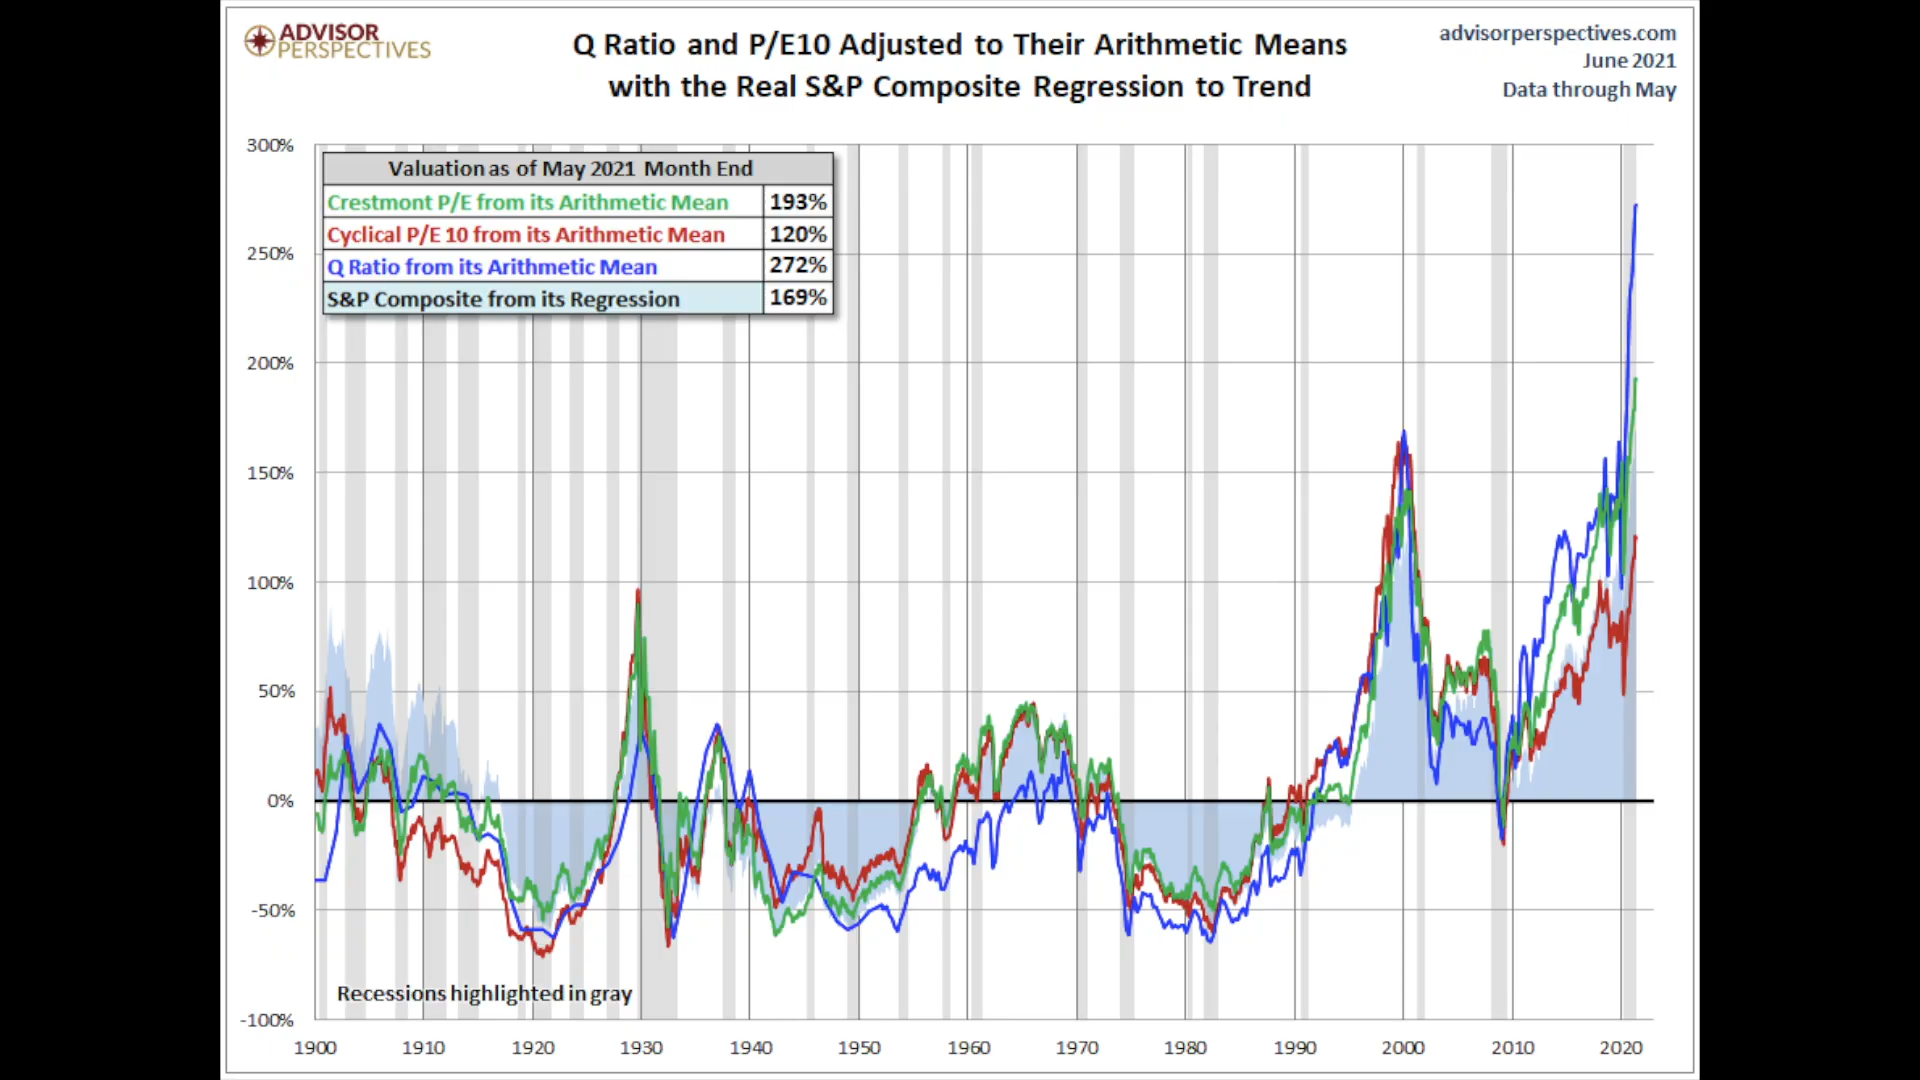 ADVISOR
PERSPECTIVES
Q Ratio and P/E10 Adjusted to Their Arithmetic Means
with the Real S&P Composite Regression to Trend
advisorperspectives.com
June 2021
Data through May
300%
250%
200%
150%
100%
50%
0%
-50%
-100%
Valuation as of May 2021 Month End
Crestmont P/E from its Arithmetic Mean 193%
Cyclical P/E 10 from its Arithmetic Mean 120%
Q Ratio from its Arithmetic Mean 272%
S&P Composite from its Regression 169%
Recessions highlighted in gray
1900 1910 1920 1930 1940 1950 1960 1970 1980 1990 2000 2010 2020